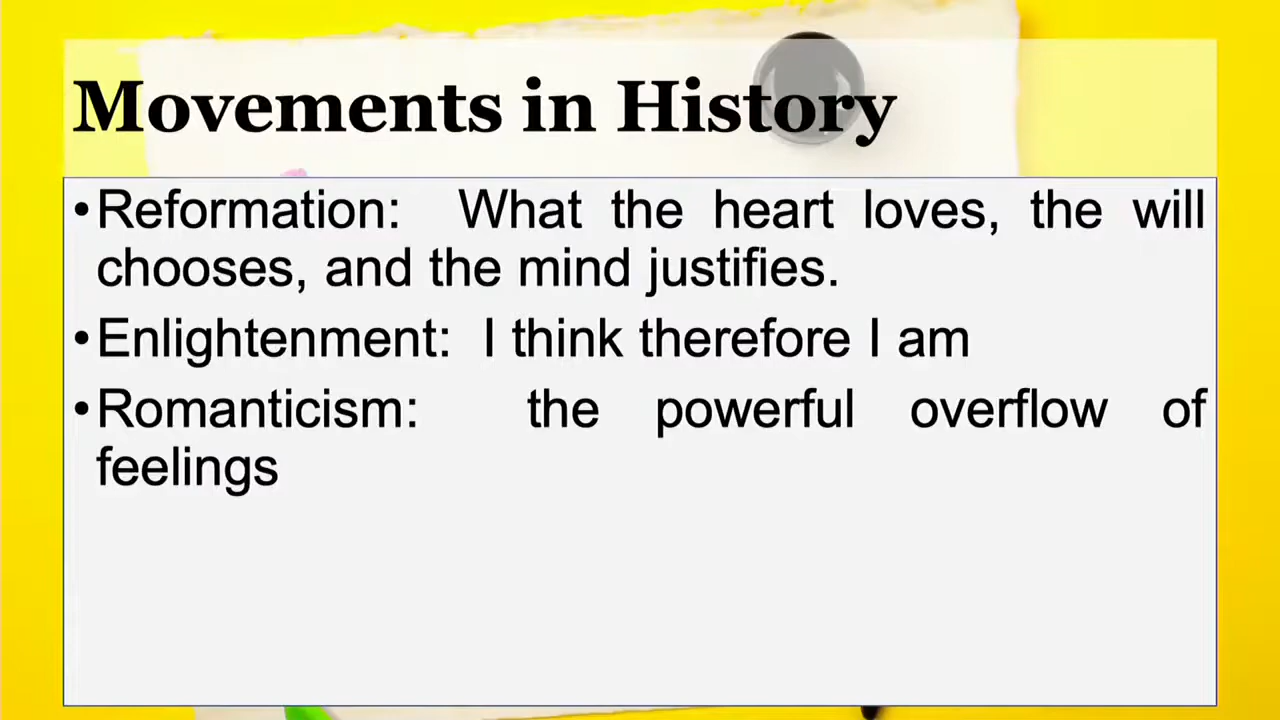 Movements in History
•Reformation: What the heart loves, the will
chooses, and the mind justifies.
•Enlightenment: I think therefore I am
•Romanticism: the powerful overflow of
feelings